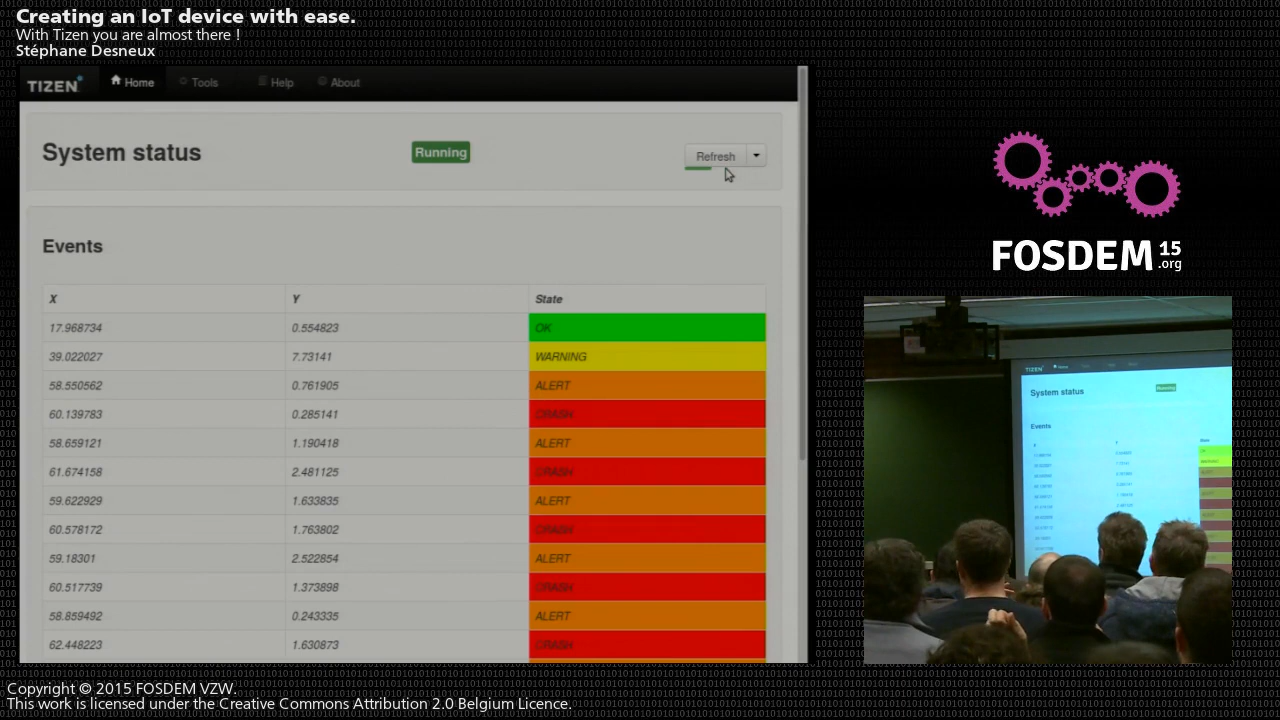 Creating an IoT device with ease.
With Tizen you are almost there !
Stéphane Desneux
TIZEN Home Tools Help About
System status Running Refresh
Events
X Y State
17.968734 0.554823 OK
39.022027 7.73141 WARNING
58.550562 0.761905 ALERT
60.139783 0.285141 CRASH
58.659121 1.190418 ALERT
61.674158 2.481125 CRASH
59.622929 1.633835 ALERT
60.578172 1.763802 CRASH
59.18301 2.522854 ALERT
60.517739 1.373898 CRASH
58.859492 0.243335 ALERT
62.448223 1.630873 CRASH
FOSDEM 15
.org
TIZEN
System status Running
Events
Copyright © 2015 FOSDEM VZW.
This work is licensed under the Creative Commons Attribution 2.0 Belgium Licence.